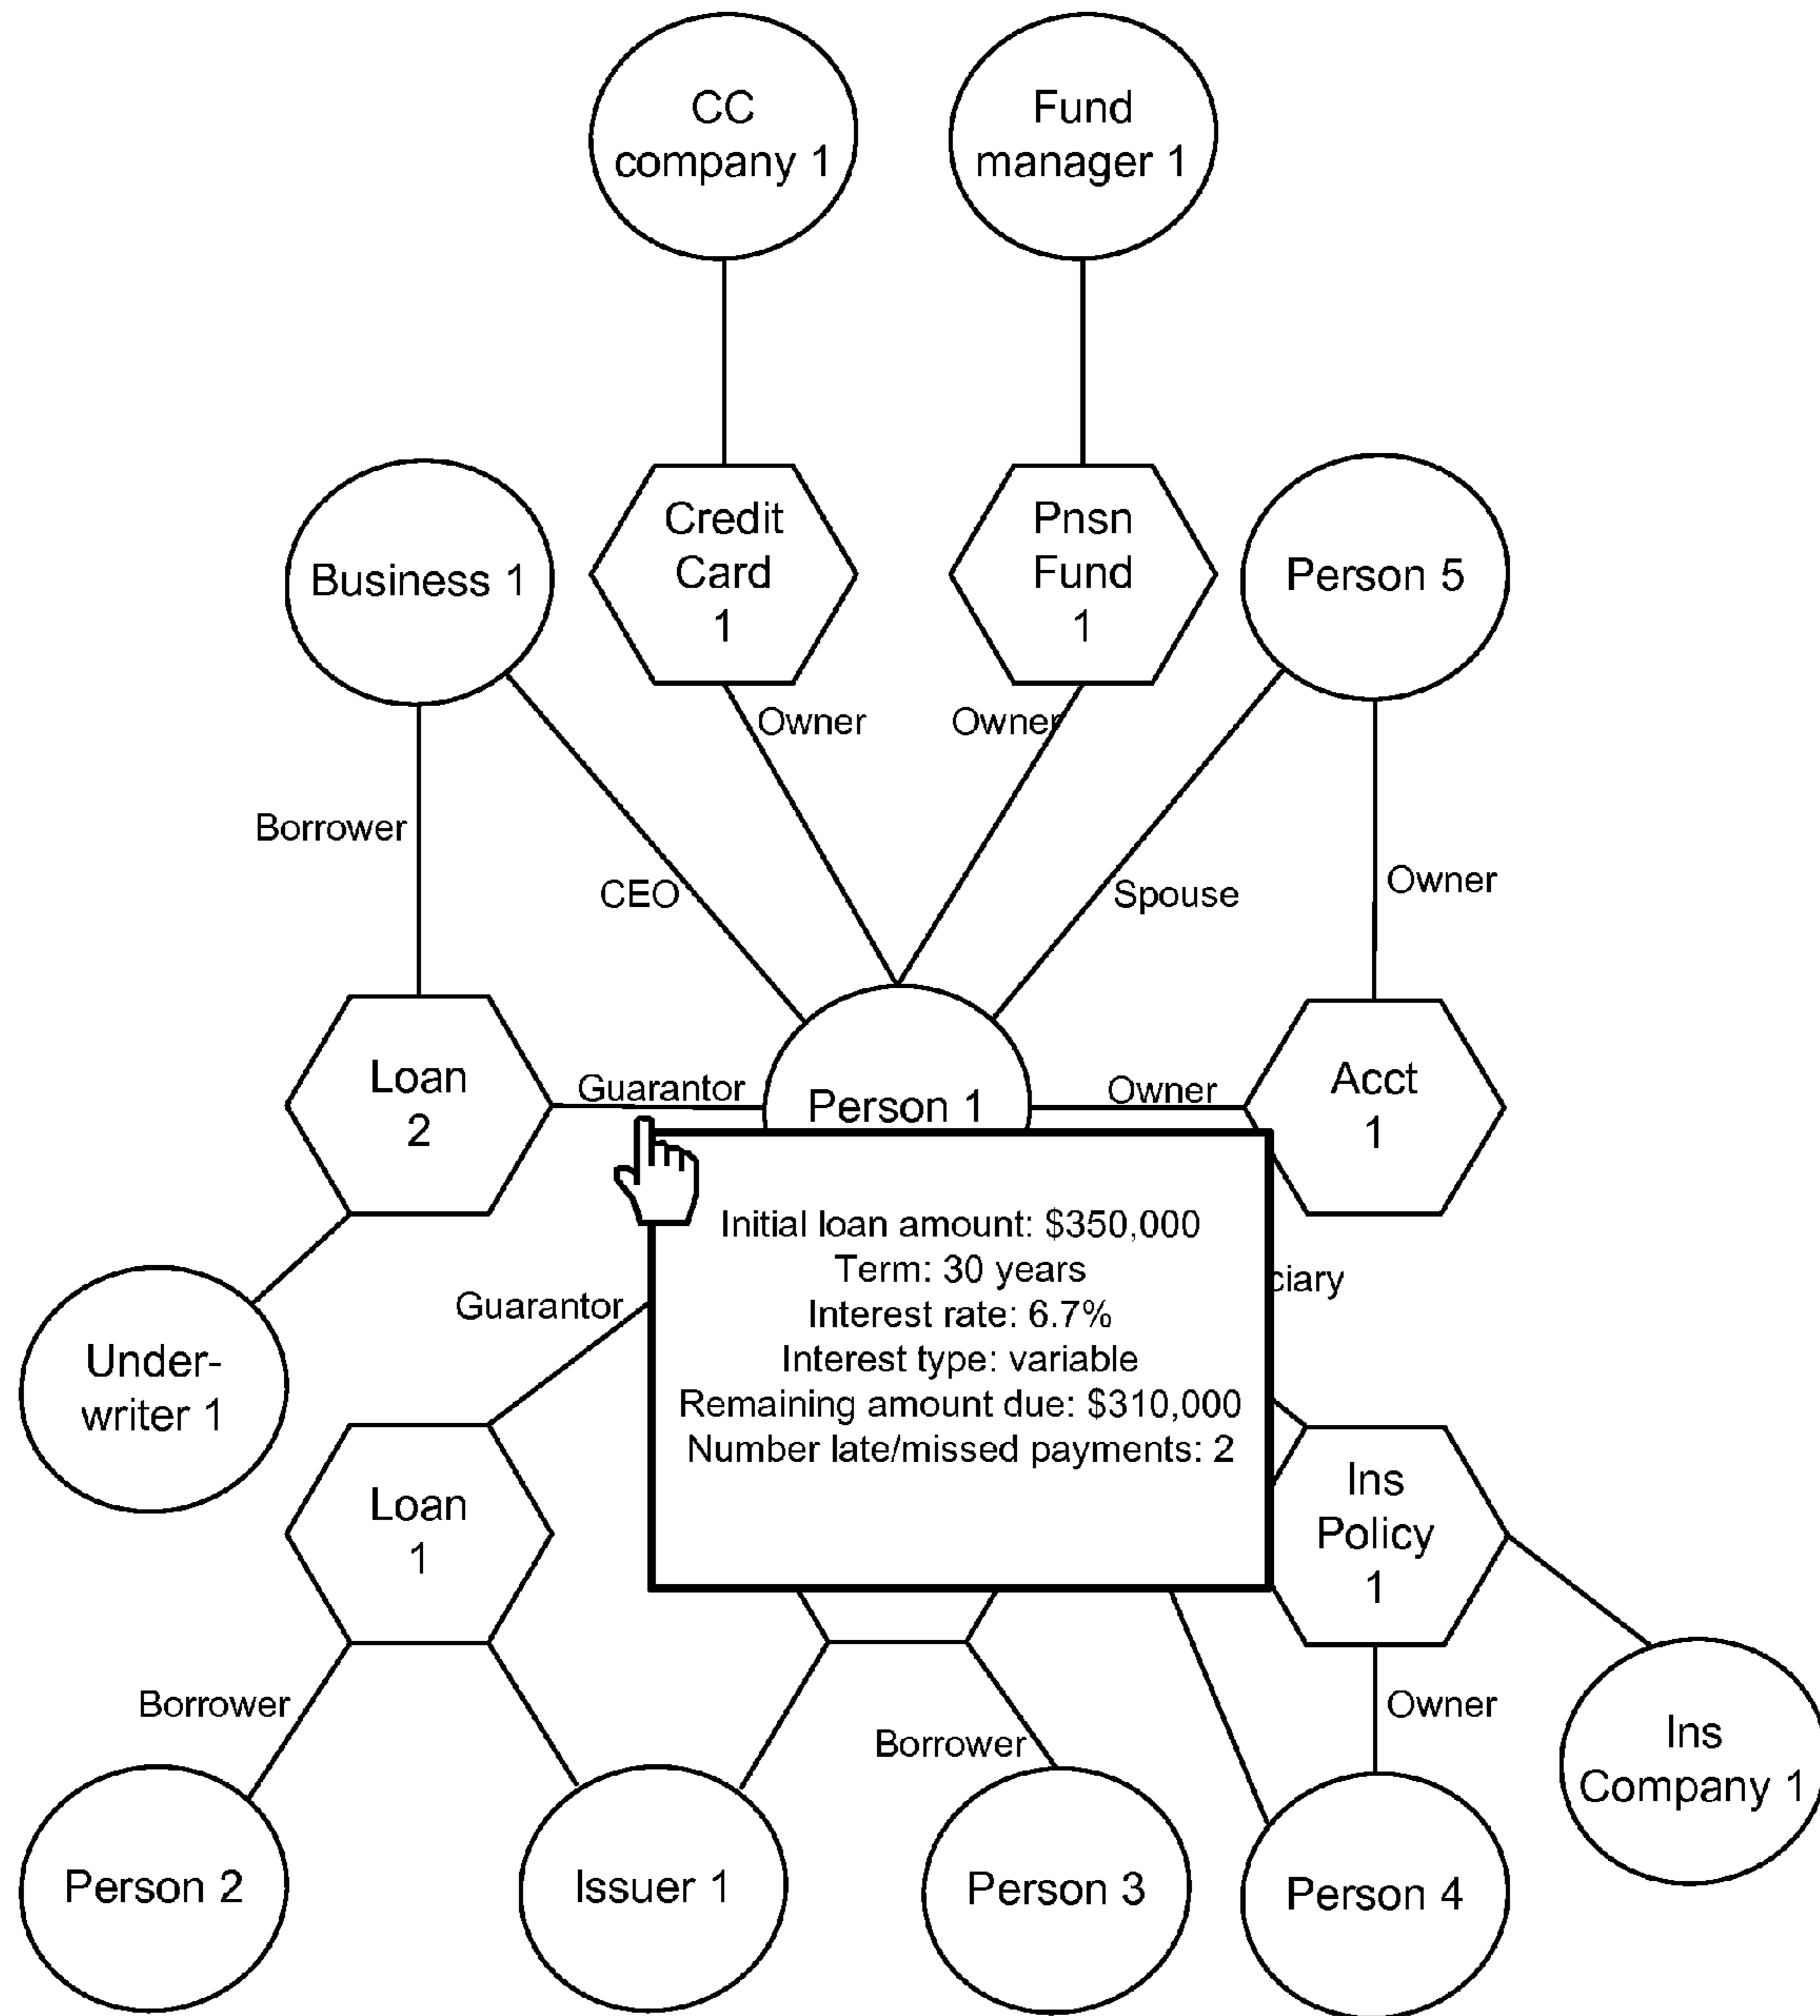 CC
company 1
Fund
manager 1
Business 1
Credit
Card
1
Pnsn
Fund
1
Person 5
Owner
Owner
Borrower
CEO
Spouse
Owner
Loan
2
Guarantor
Person 1
Owner
Acct
1
Initial loan amount: $350,000
Term: 30 years
Interest rate: 6.7%
Interest type: variable
Remaining amount due: $310,000
Number late/missed payments: 2
ciary
Guarantor
Under-
writer 1
Loan
1
Ins
Policy
1
Borrower
Borrower
Owner
Ins
Company 1
Person 2
Issuer 1
Person 3
Person 4